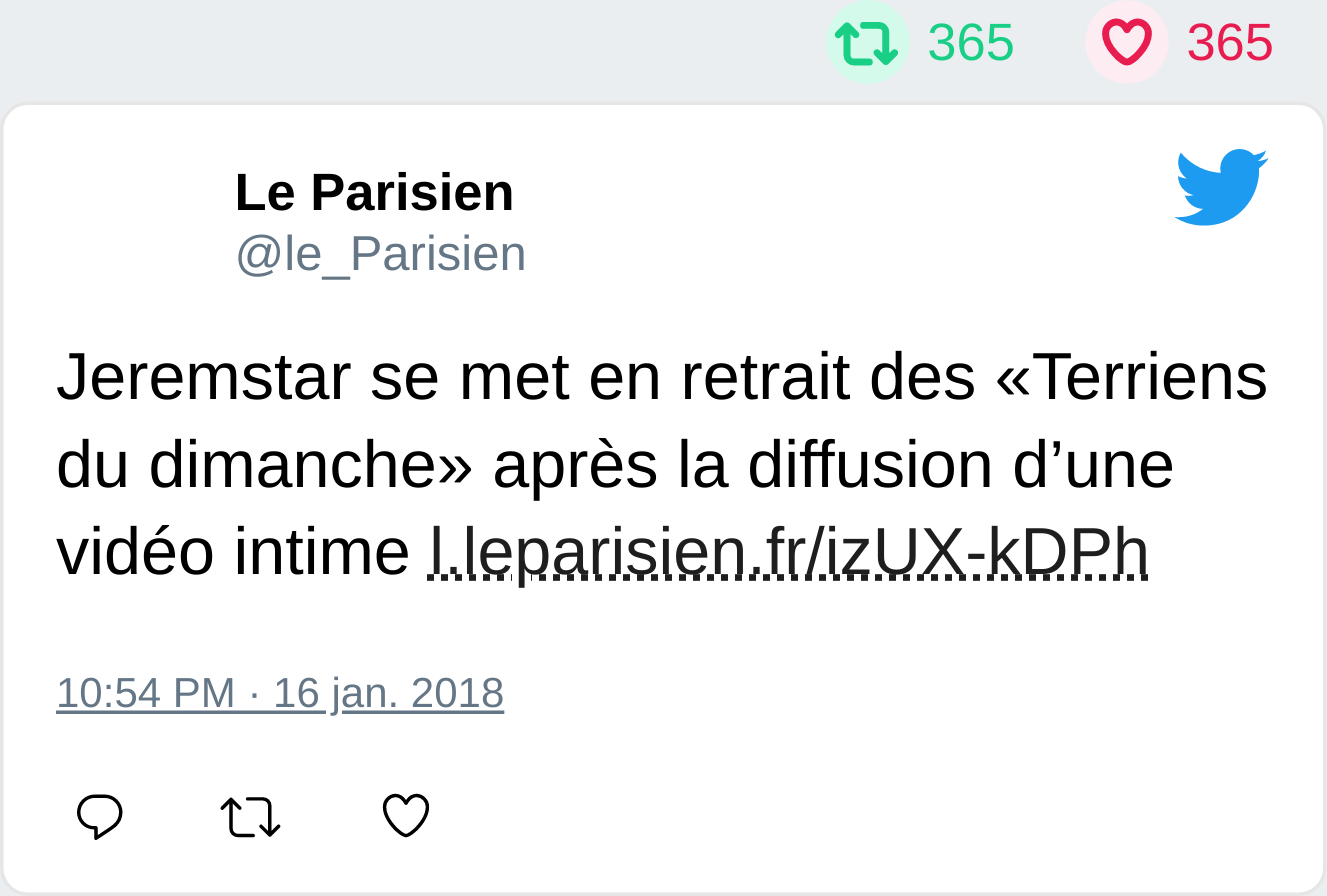 365 365
Le Parisien
@le_Parisien
Jeremstar se met en retrait des «Terriens
du dimanche» après la diffusion d’une
vidéo intime l.leparisien.fr/izUX-kDPh
10:54 PM · 16 jan. 2018